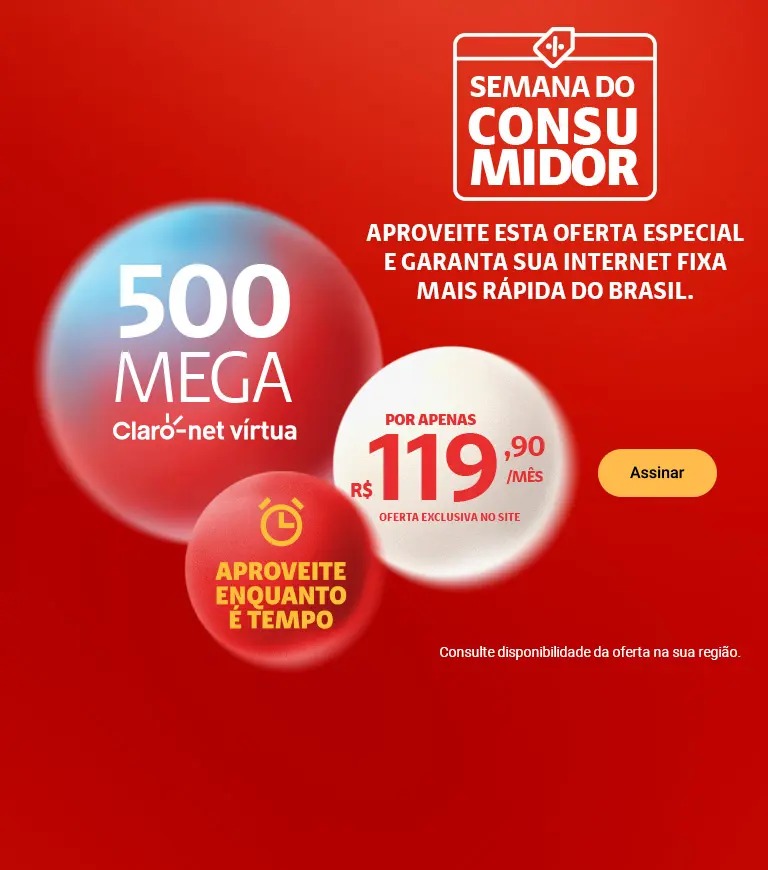 SEMANA DO
CONSU
MIDOR
APROVEITE ESTA OFERTA ESPECIAL
E GARANTA SUA INTERNET FIXA
MAIS RÁPIDA DO BRASIL.
500
MEGA
Claro-net vírtua
POR APENAS
R$119,90
/MÊS
OFERTA EXCLUSIVA NO SITE
Assinar
APROVEITE
ENQUANTO
É TEMPO
Consulte disponibilidade da oferta na sua região.